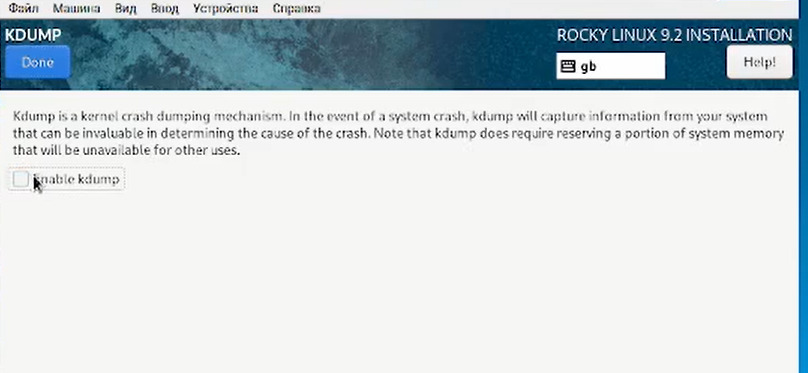 Файл Машина Вид Ввод Устройства Справка
KDUMP
ROCKY LINUX 9.2 INSTALLATION
Done
gb
Help!
Kdump is a kernel crash dumping mechanism. In the event of a system crash, kdump will capture information from your system
that can be invaluable in determining the cause of the crash. Note that kdump does require reserving a portion of system memory
that will be unavailable for other uses.
Enable kdump